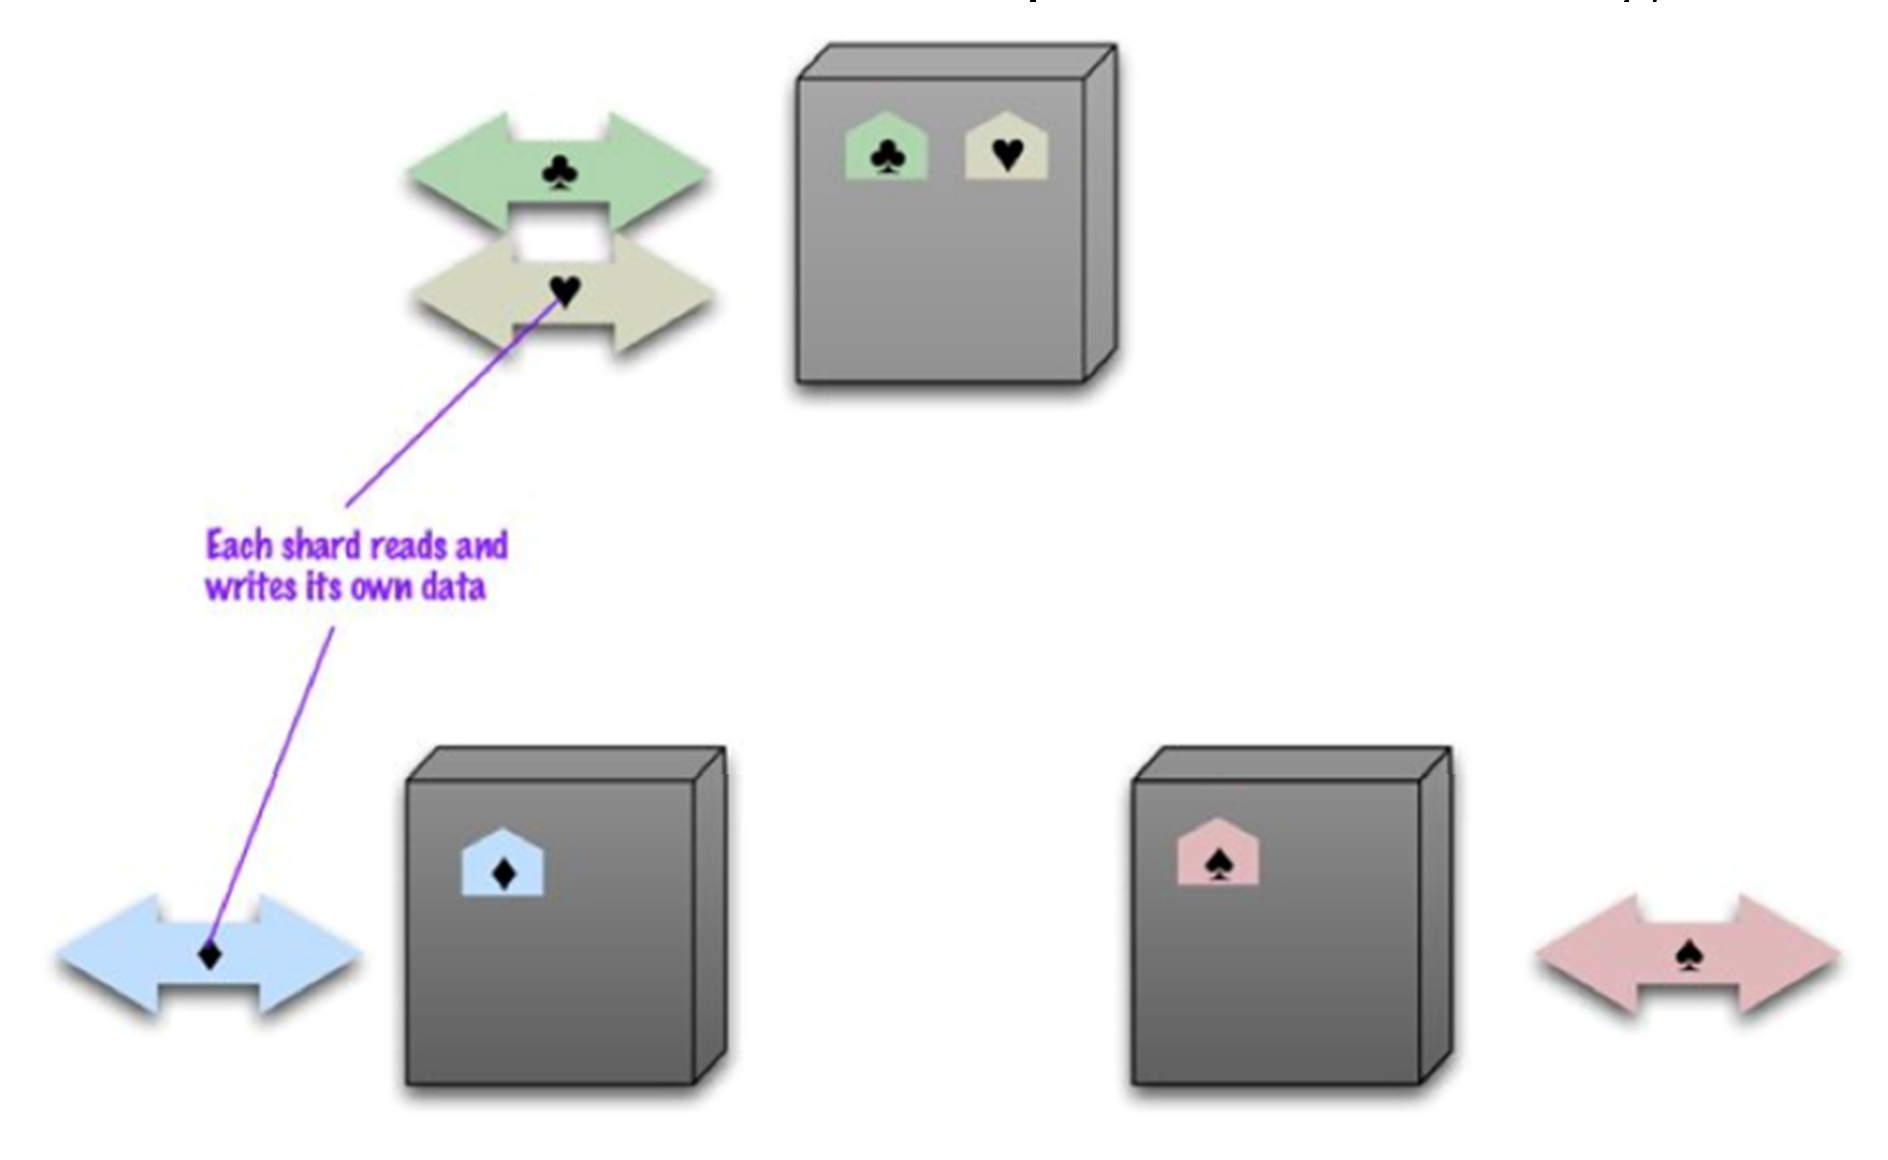 Each shard reads and
writes its own data